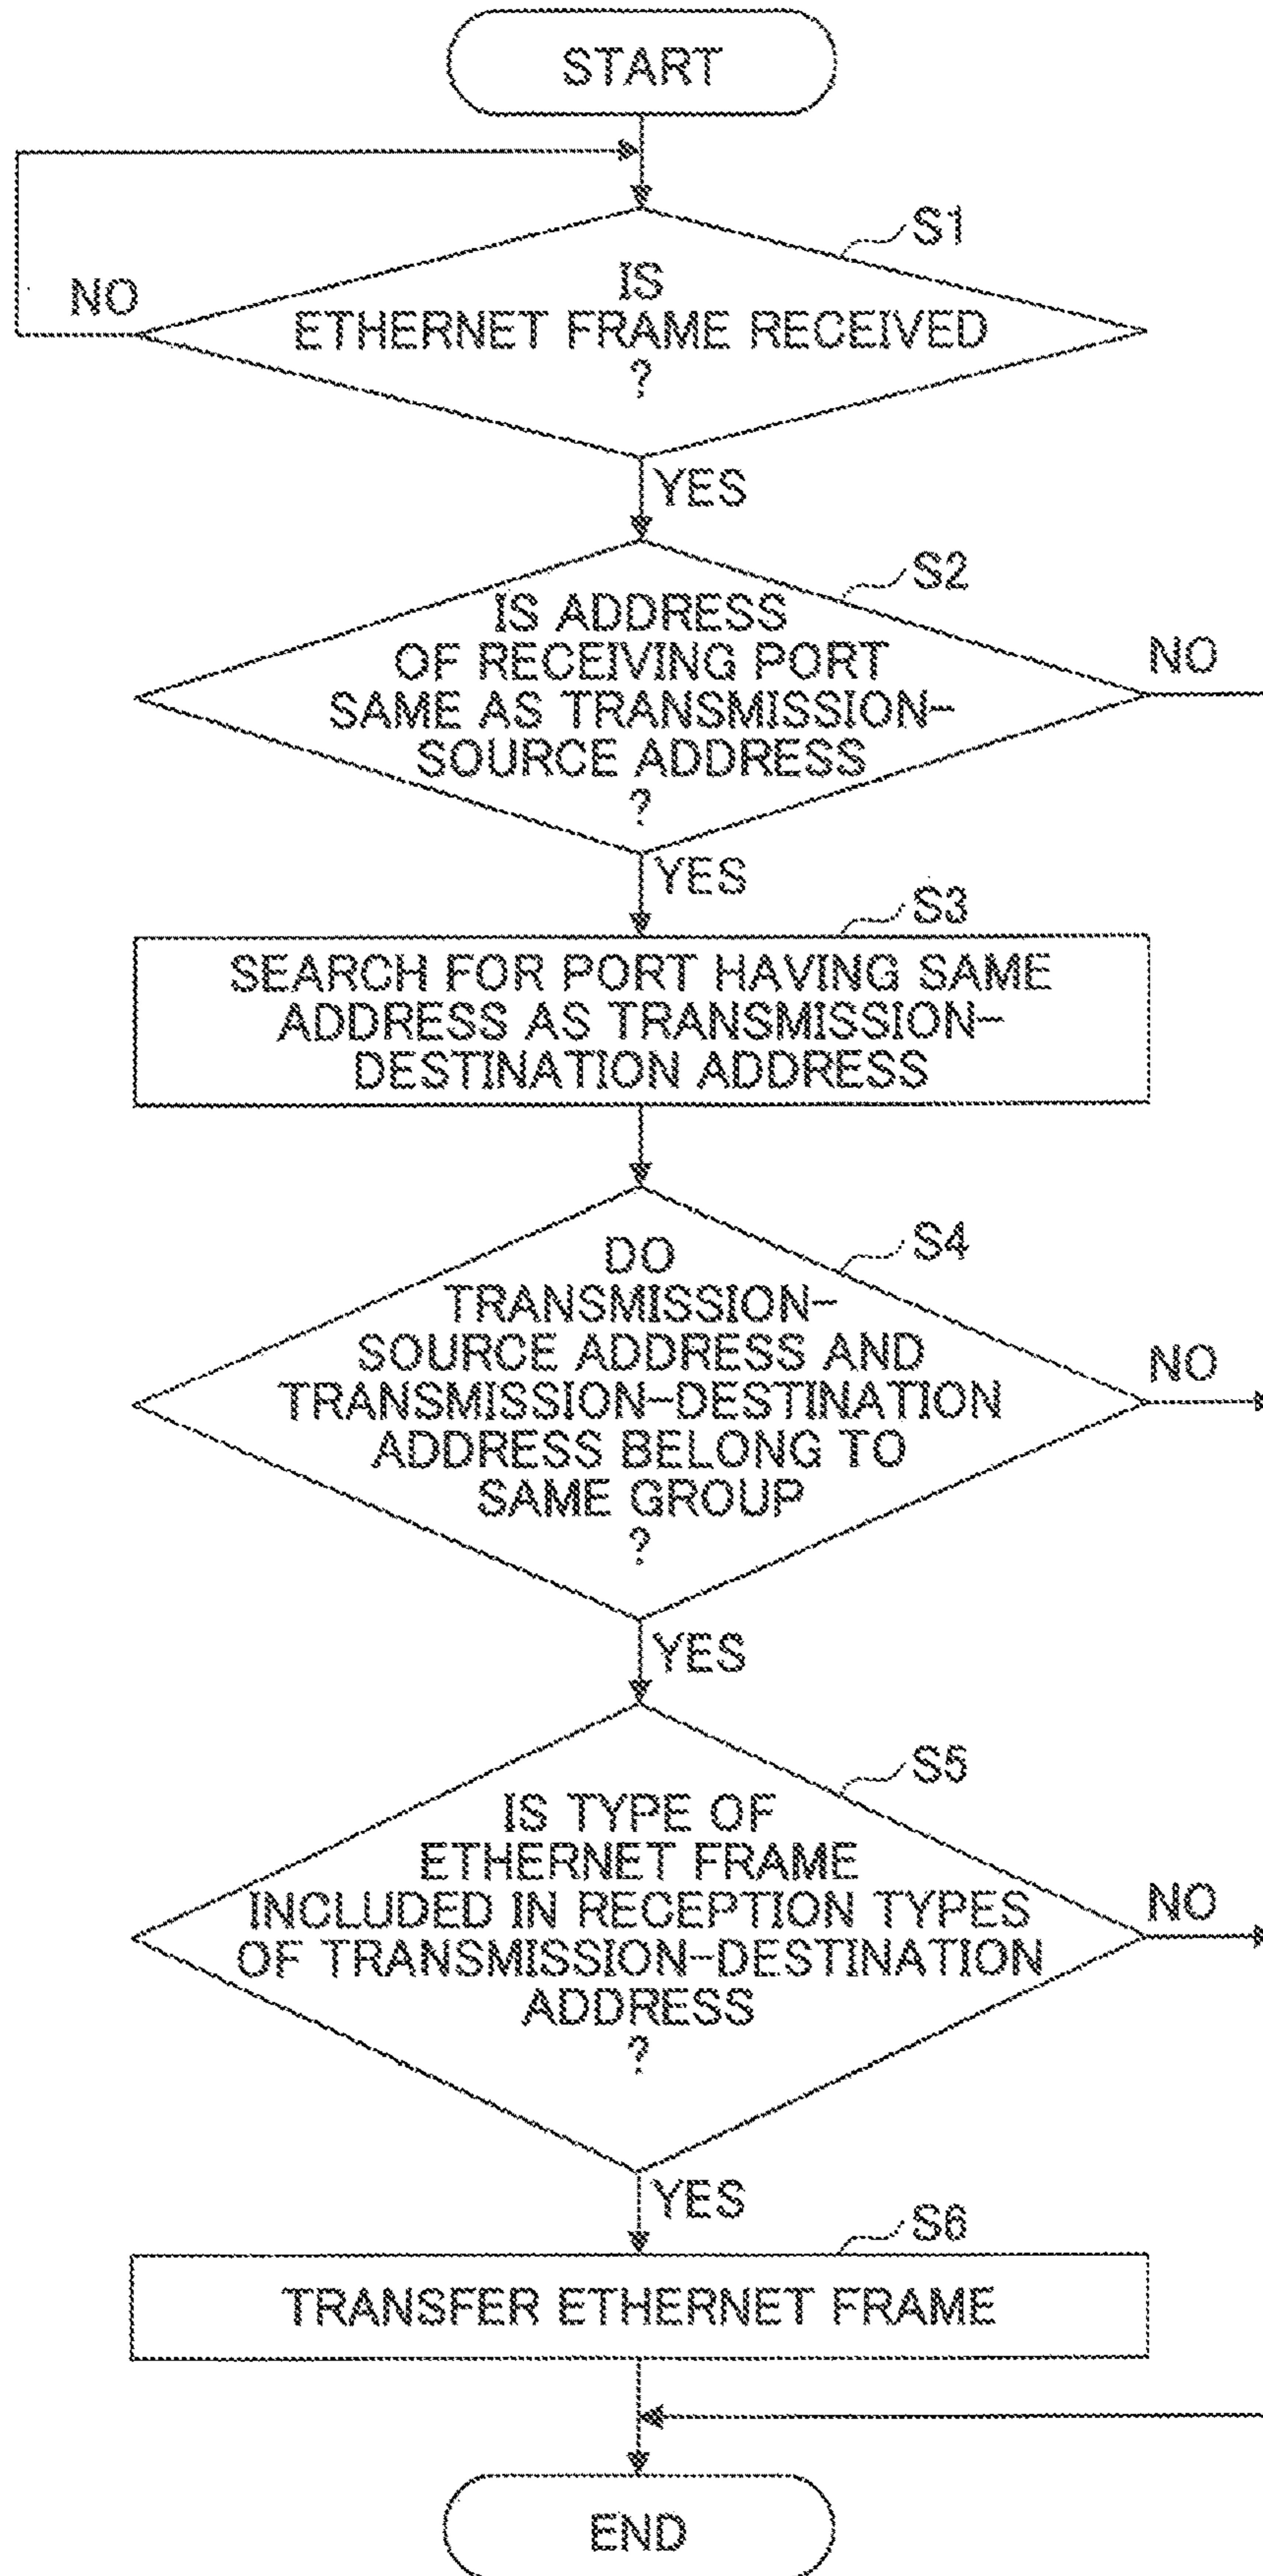 START
S1
NO
IS
ETHERNET FRAME RECEIVED
?
YES
S2
IS ADDRESS
OF RECEIVING PORT
SAME AS TRANSMISSION-
SOURCE ADDRESS
?
NO
YES
S3
SEARCH FOR PORT HAVING SAME
ADDRESS AS TRANSMISSION-
DESTINATION ADDRESS
S4
DO
TRANSMISSION-
SOURCE ADDRESS AND
TRANSMISSION-DESTINATION
ADDRESS BELONG TO
SAME GROUP
?
NO
YES
S5
IS TYPE OF
ETHERNET FRAME
INCLUDED IN RECEPTION TYPES
OF TRANSMISSION-DESTINATION
ADDRESS
?
NO
YES
S6
TRANSFER ETHERNET FRAME
END